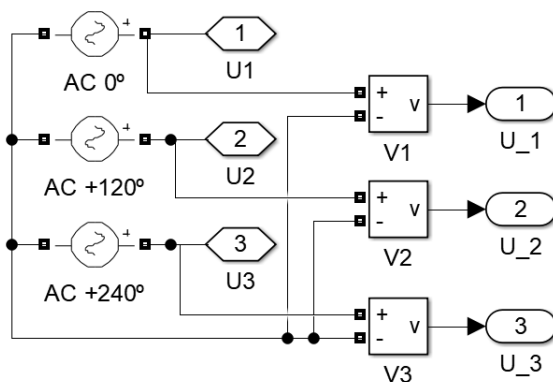 +
1
AC 0º
U1
+
-
v
V1
1
U_1
+
2
AC +120º
U2
+
-
v
V2
2
U_2
+
3
AC +240º
U3
+
-
v
V3
3
U_3